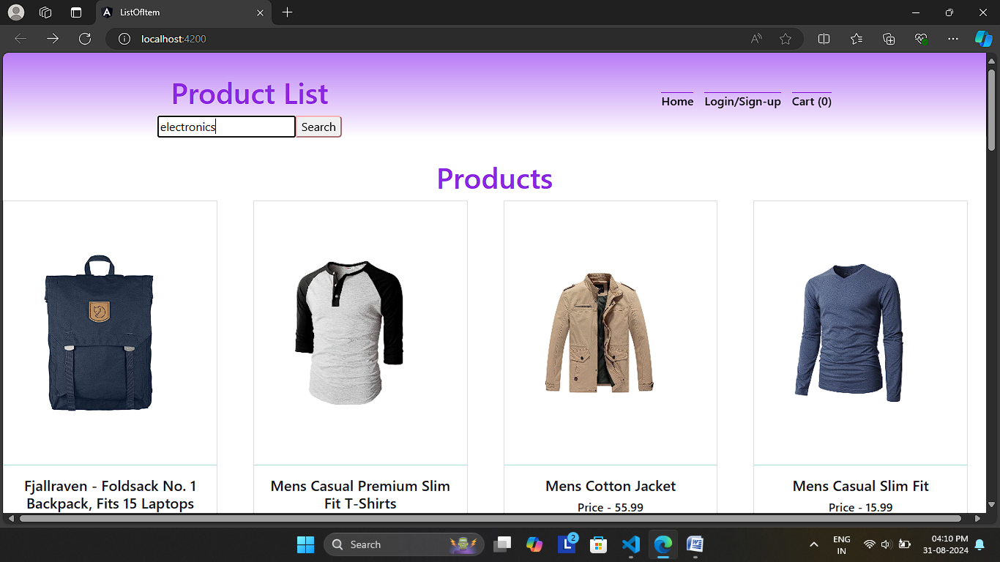 ListOfItem
localhost:4200
Product List
Home Login/Sign-up Cart (0)
electronics Search
Products
Fjallraven - Foldsack No. 1
Backpack, Fits 15 Laptops
Mens Casual Premium Slim
Fit T-Shirts
Mens Cotton Jacket
Price - 55.99
Mens Casual Slim Fit
Price - 15.99
Search
2
ENG
IN
04:10 PM
31-08-2024